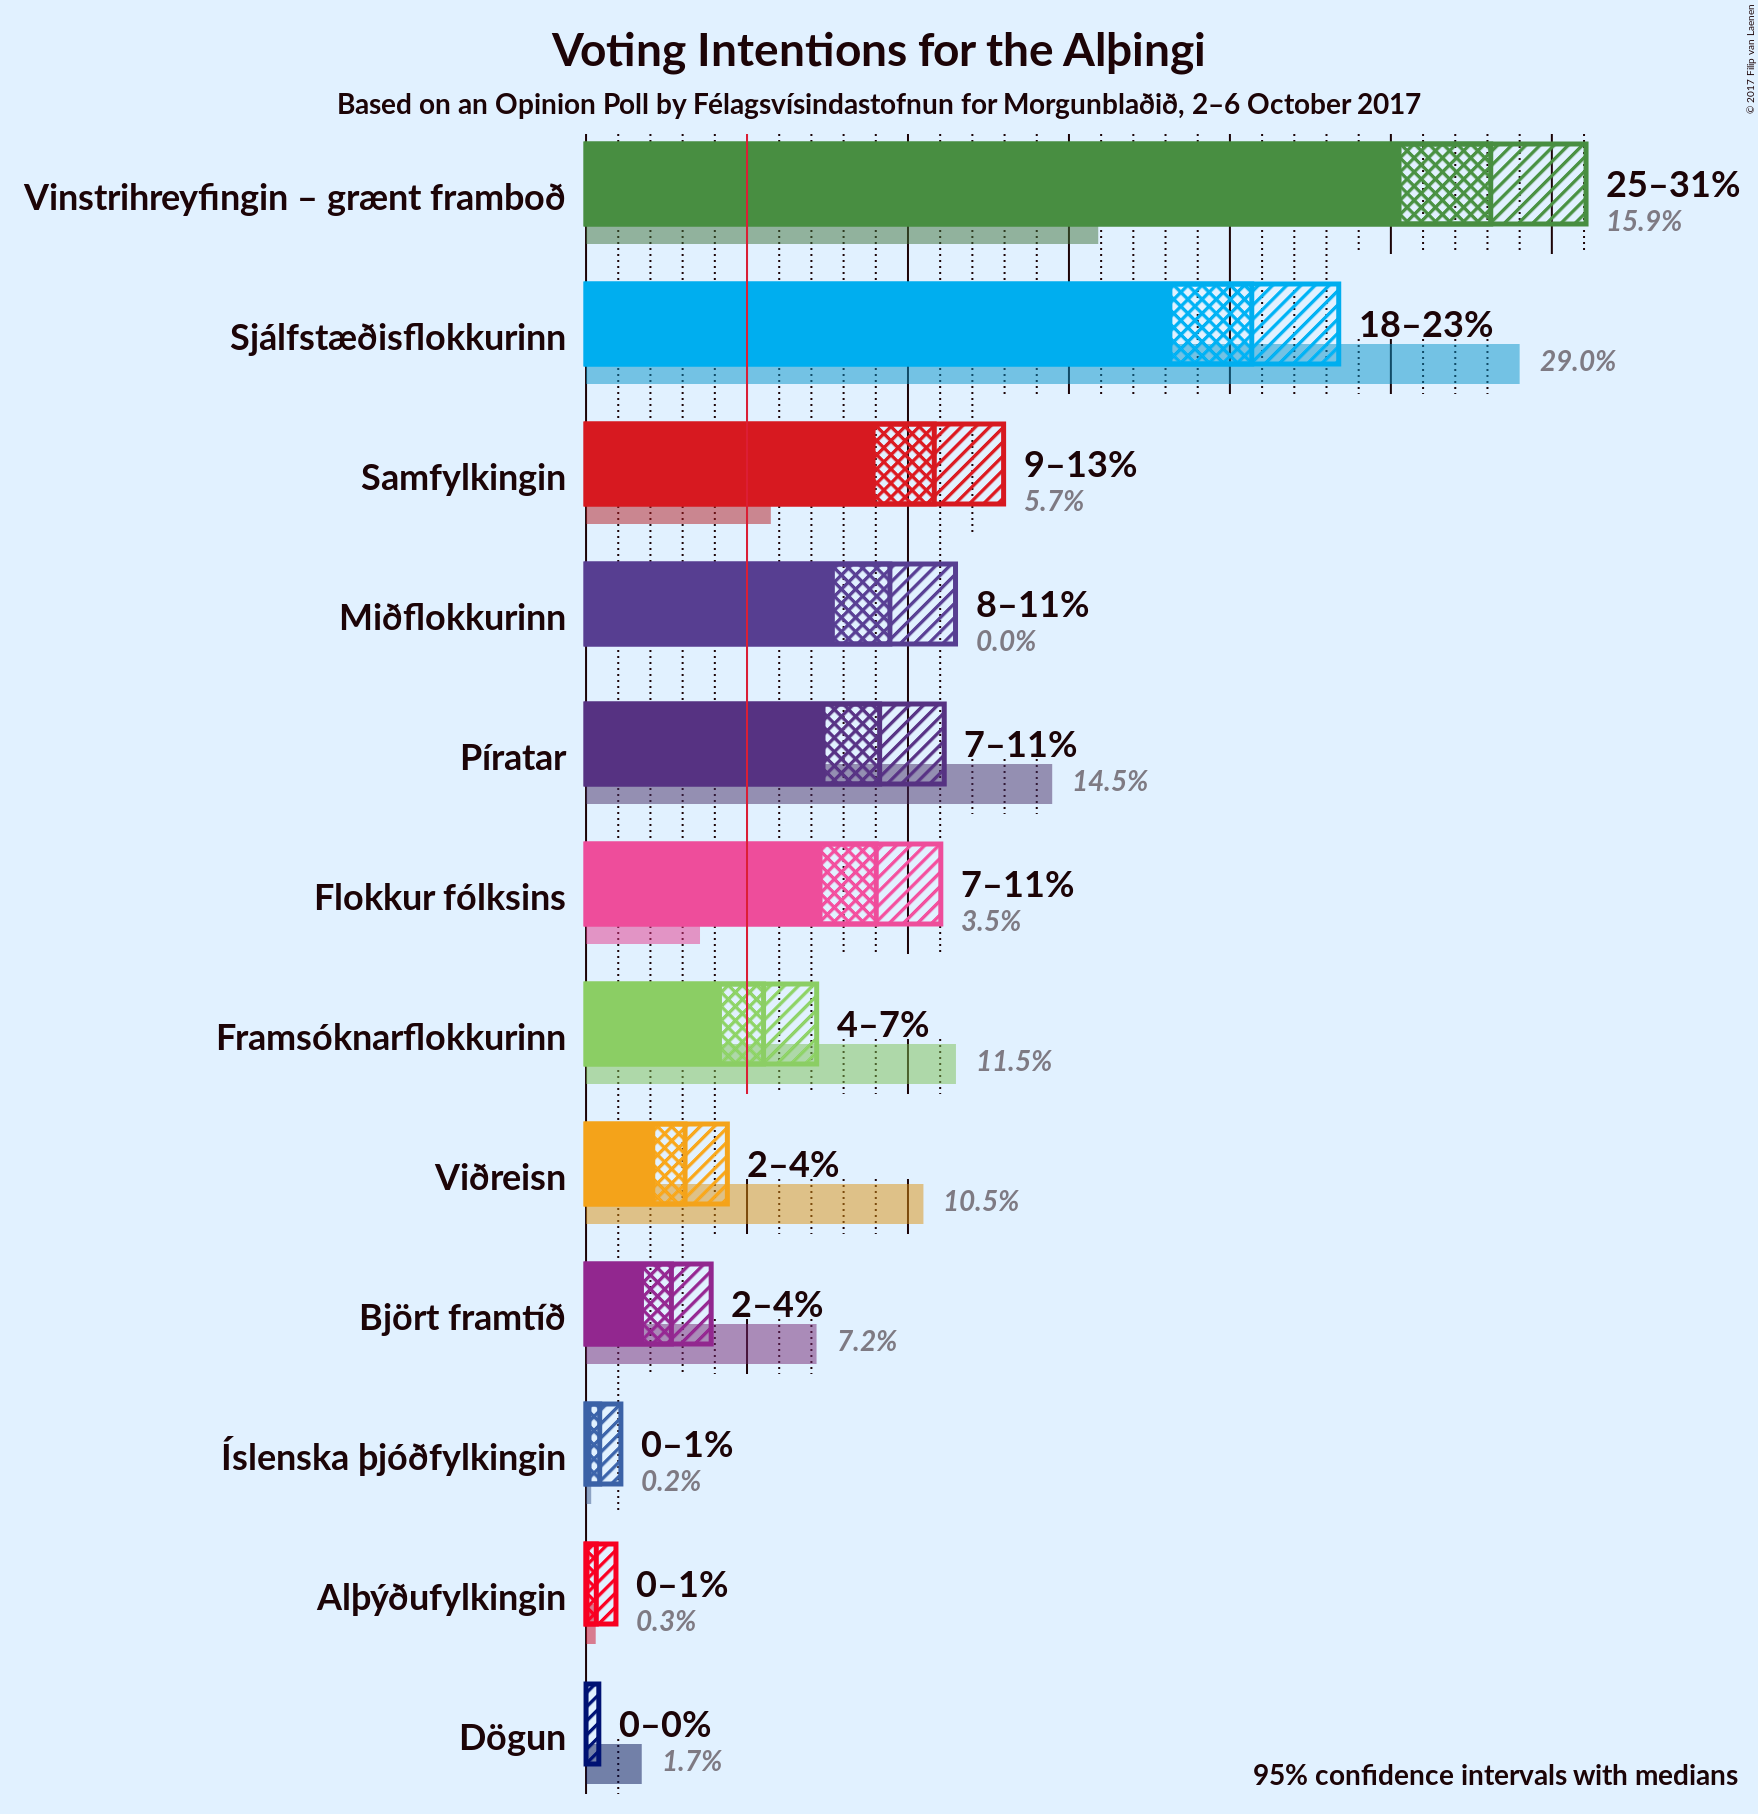 Voting Intentions for the Alþingi
Based on an Opinion Poll by Félagsvísindastofnun for Morgunblaðið, 2–6 October 2017
© 2017 Filip van Laenen
Vinstrihreyfingin – grænt framboð
25–31%
15.9%
Sjálfstæðisflokkurinn
18–23%
29.0%
Samfylkingin
9–13%
5.7%
Miðflokkurinn
8–11%
0.0%
Píratar
7–11%
14.5%
Flokkur fólksins
7–11%
3.5%
Framsóknarflokkurinn
4–7%
11.5%
Viðreisn
2–4%
10.5%
Björt framtíð
2–4%
7.2%
Íslenska þjóðfylkingin
0–1%
0.2%
Alþýðufylkingin
0–1%
0.3%
Dögun
0–0%
1.7%
95% confidence intervals with medians